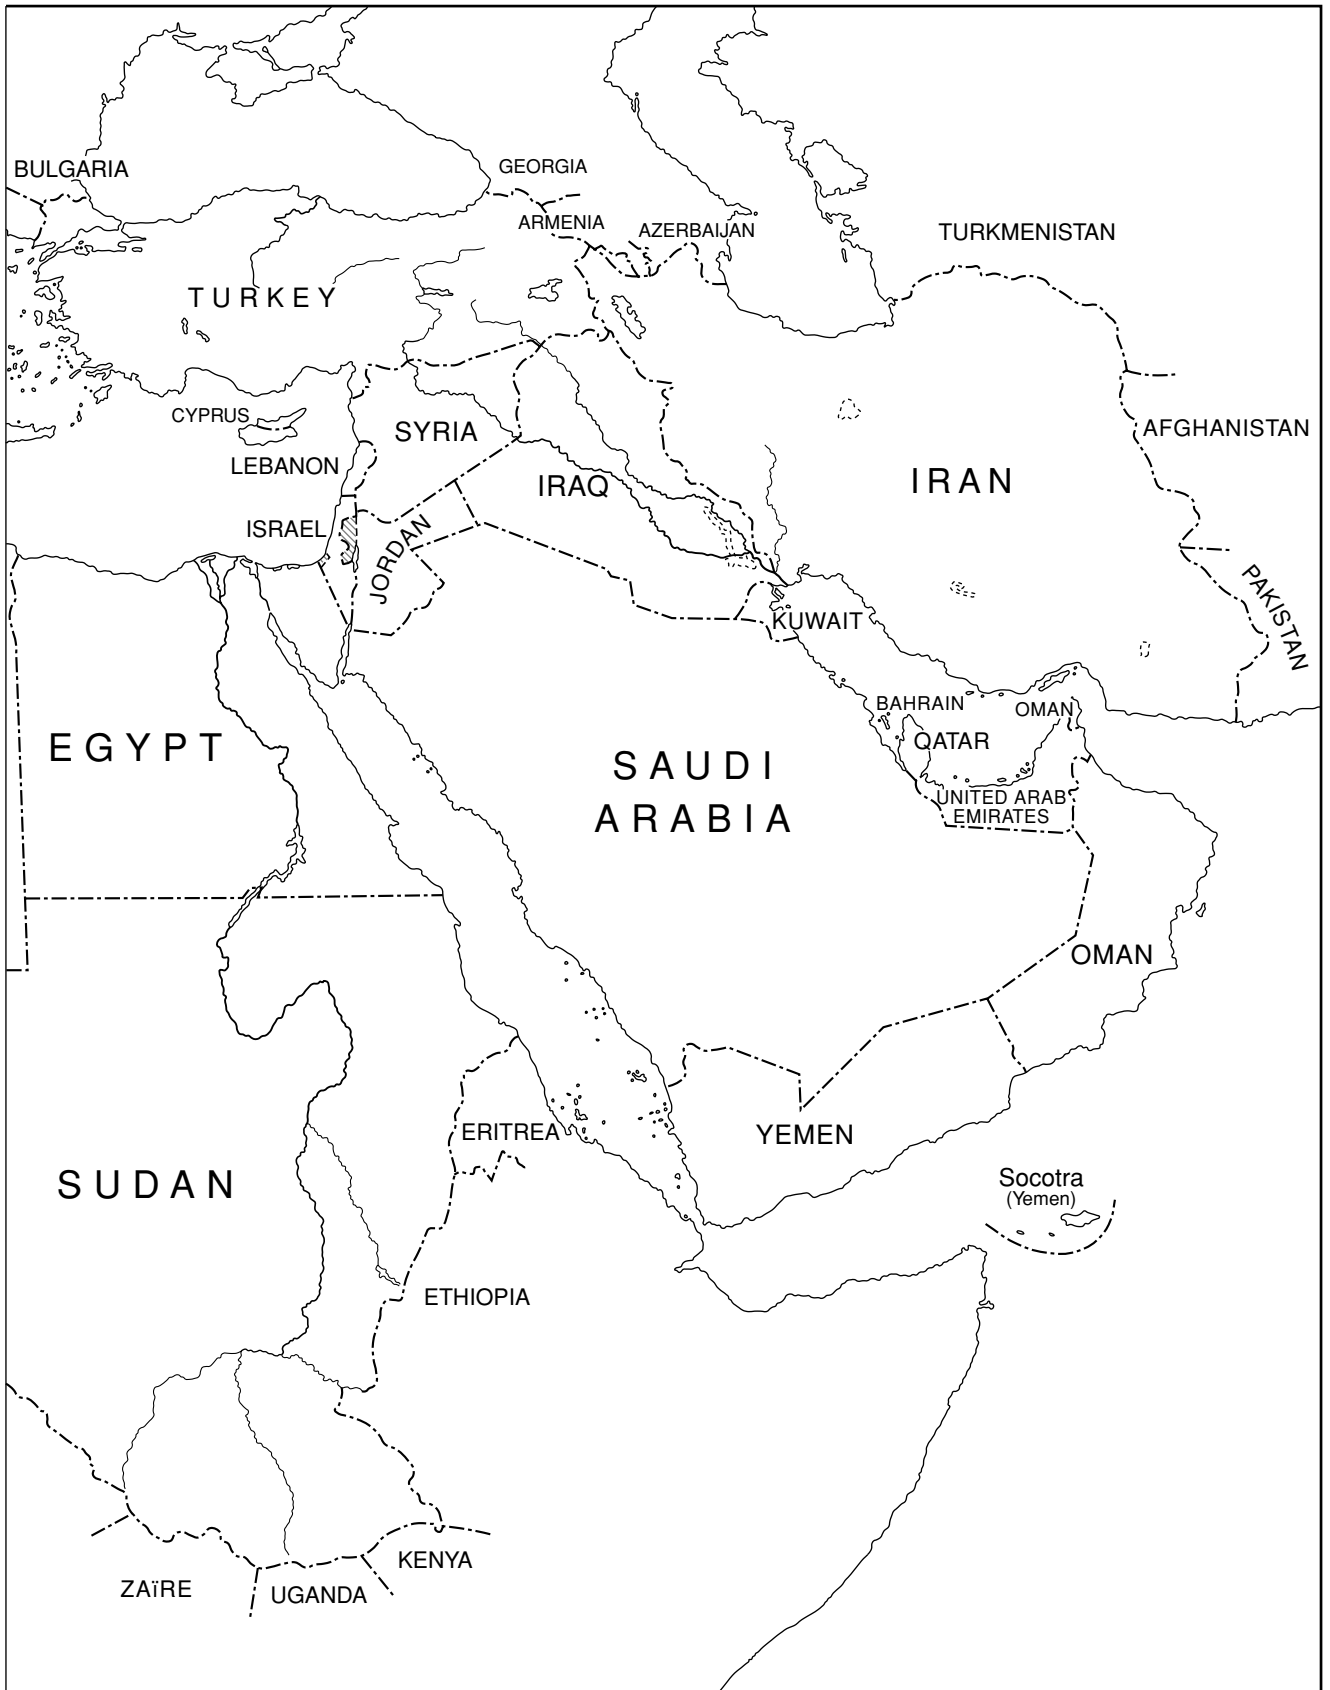 BULGARIA
GEORGIA
ARMENIA
AZERBAIJAN
TURKMENISTAN
TURKEY
CYPRUS
SYRIA
AFGHANISTAN
LEBANON
IRAQ
IRAN
ISRAEL
JORDAN
PAKISTAN
KUWAIT
BAHRAIN
OMAN
EGYPT
SAUDI
ARABIA
QATAR
UNITED ARAB
EMIRATES
OMAN
ERITREA
YEMEN
SUDAN
Socotra
(Yemen)
ETHIOPIA
KENYA
ZAïRE
UGANDA